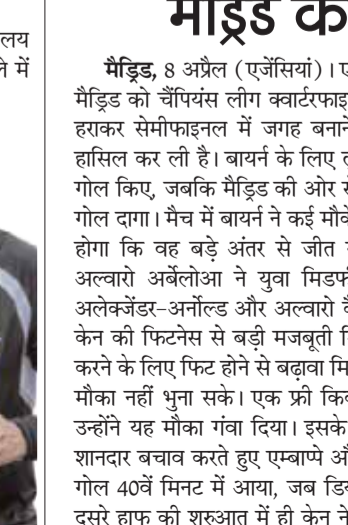 मैड्रिड को
लय
ले में
मैड्रिड, 8 अप्रैल (एजेंसियां)।
मैड्रिड को चैंपियंस लीग क्वार्टरफाइ
हराकर सेमीफाइनल में जगह बनाने
हासिल कर ली है। बायर्न के लिए
गोल किए, जबकि मैड्रिड की ओर से
गोल दागा। मैच में बायर्न ने कई मौके
होगा कि वह बड़े अंतर से जीत
अल्वारो अर्बेलोआ ने युवा मिडफी
अलेक्जेंडर-अर्नोल्ड और अल्वारो
केन की फिटनेस से बड़ी मजबूती
करने के लिए फिट होने से बढ़ावा मि
मौका नहीं भुना सके। एक फ्री कि
उन्होंने यह मौका गंवा दिया। इसके
शानदार बचाव करते हुए एम्बाप्पे औ
गोल 40वें मिनट में आया, जब डि
दूसरे हाफ की शुरुआत में ही केन ने